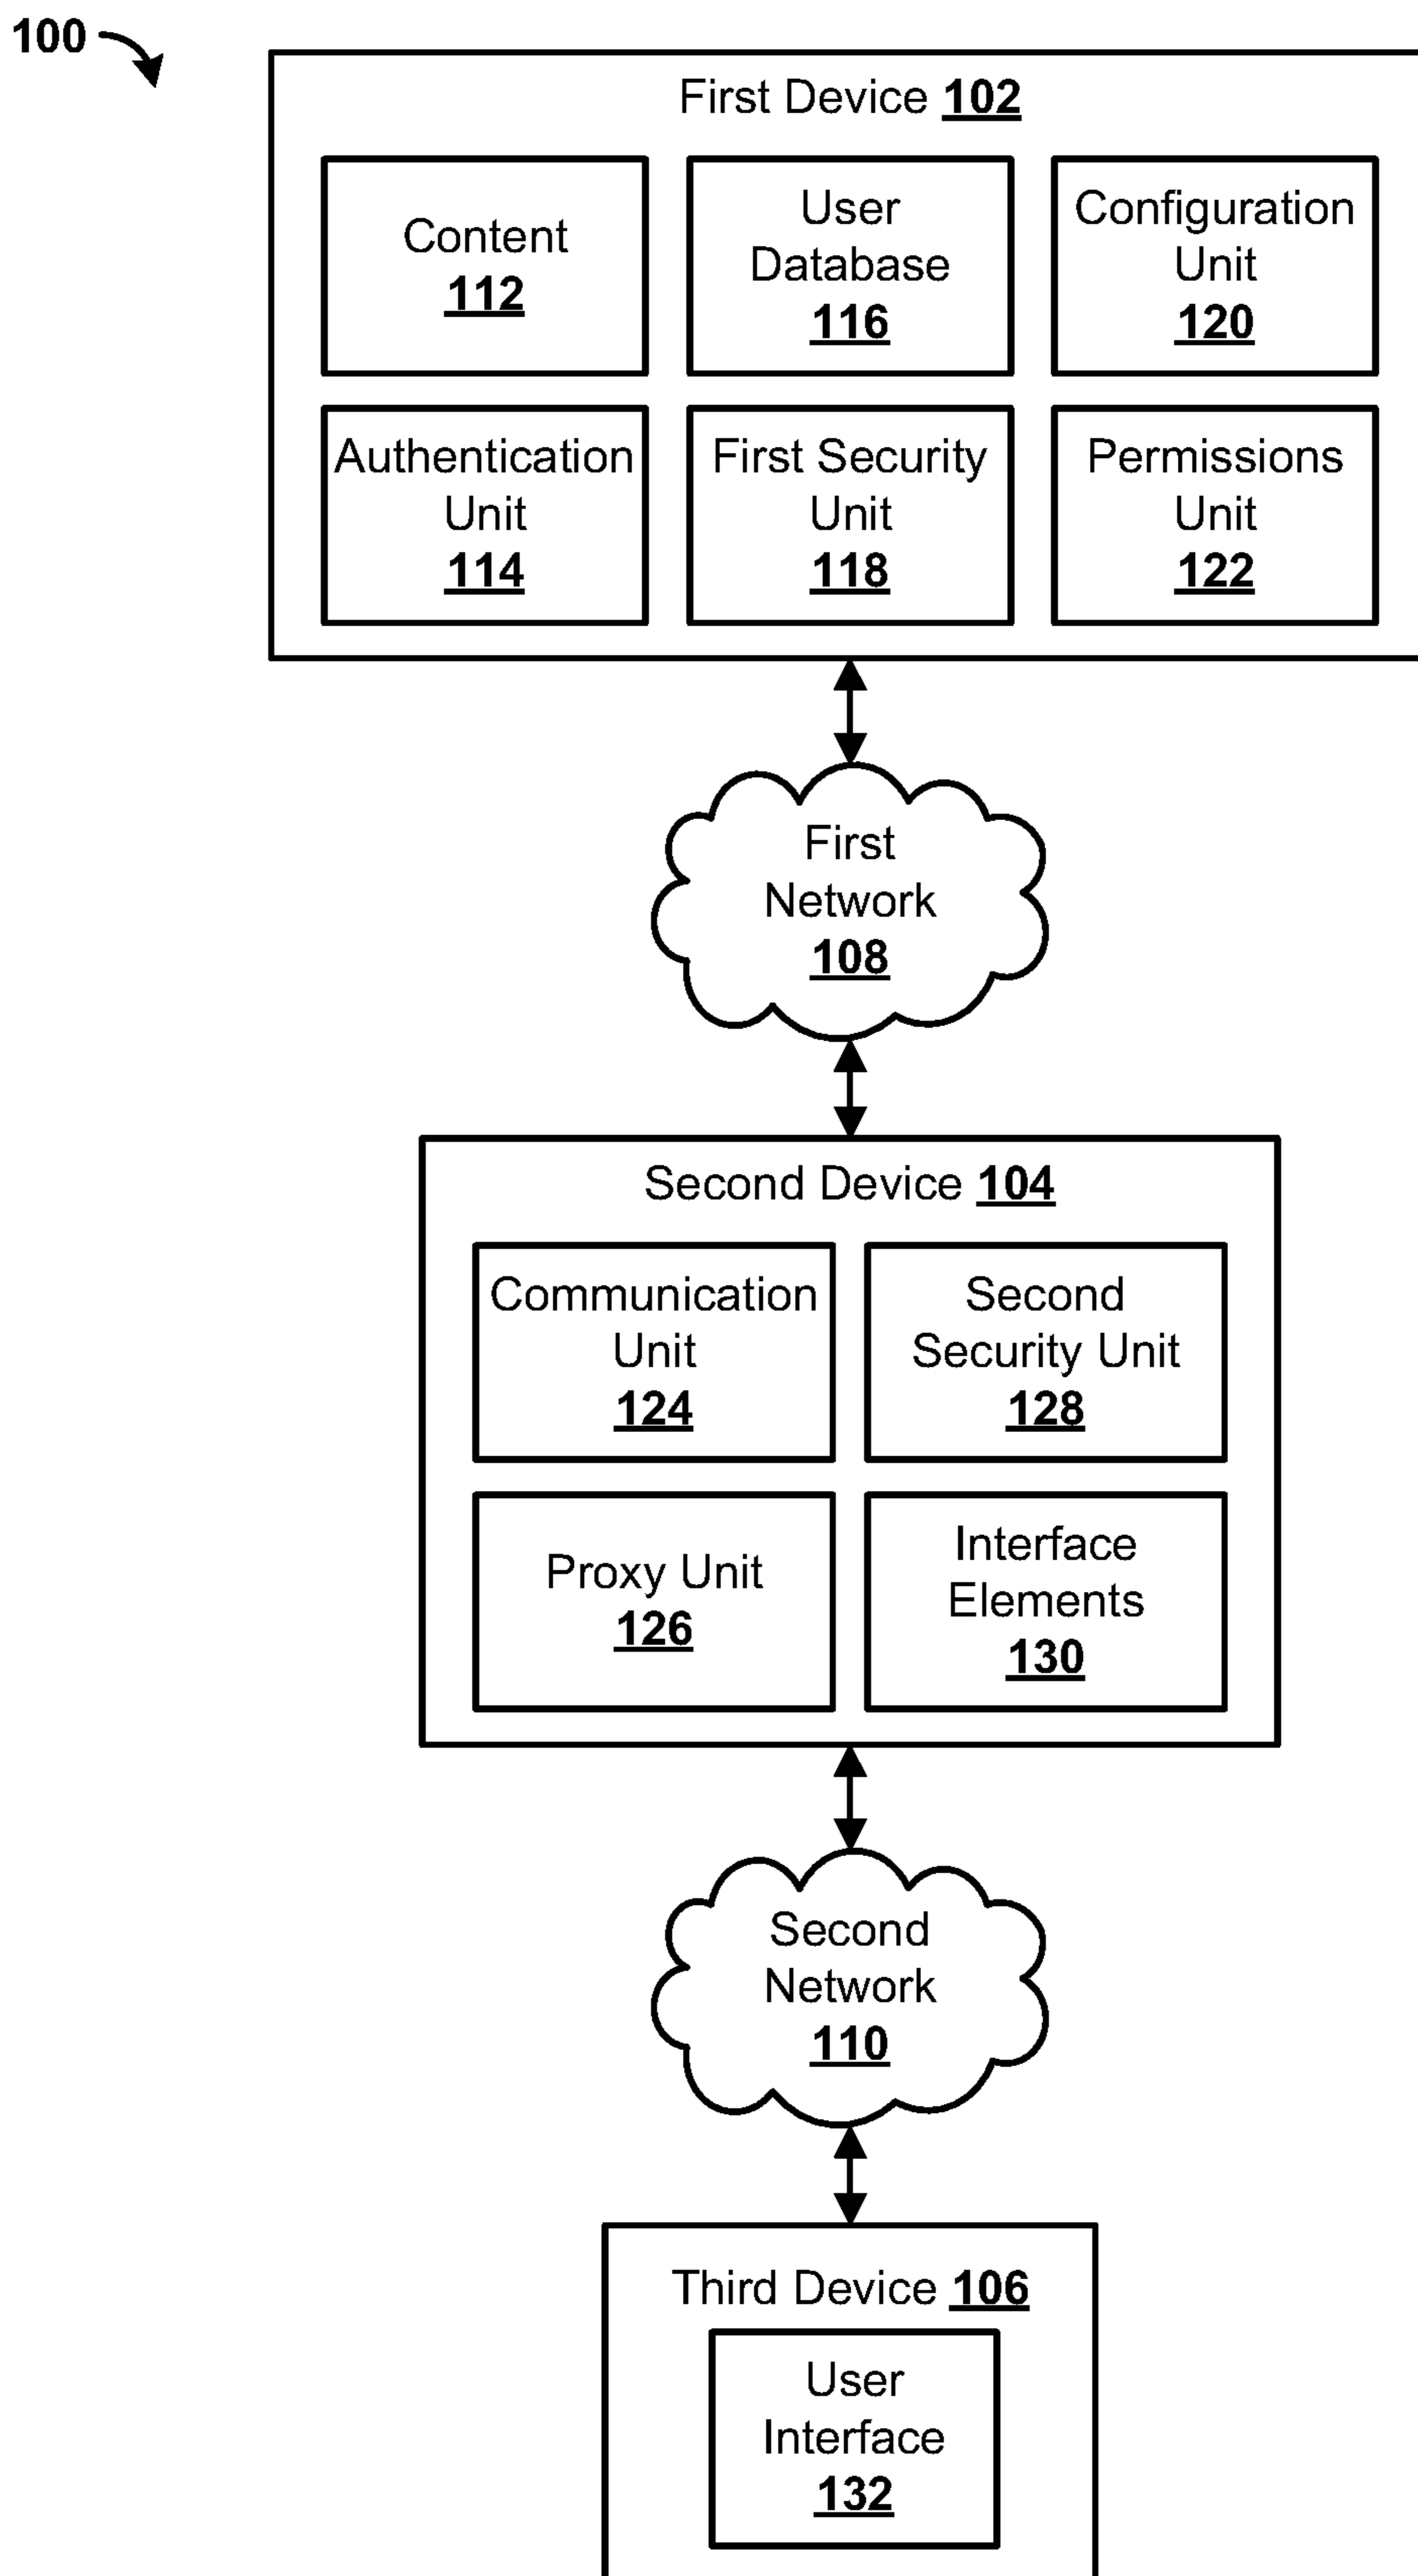 100
First Device 102
Content
112
User
Database
116
Configuration
Unit
120
Authentication
Unit
114
First Security
Unit
118
Permissions
Unit
122
First
Network
108
Second Device 104
Communication
Unit
124
Second
Security Unit
128
Proxy Unit
126
Interface
Elements
130
Second
Network
110
Third Device 106
User
Interface
132